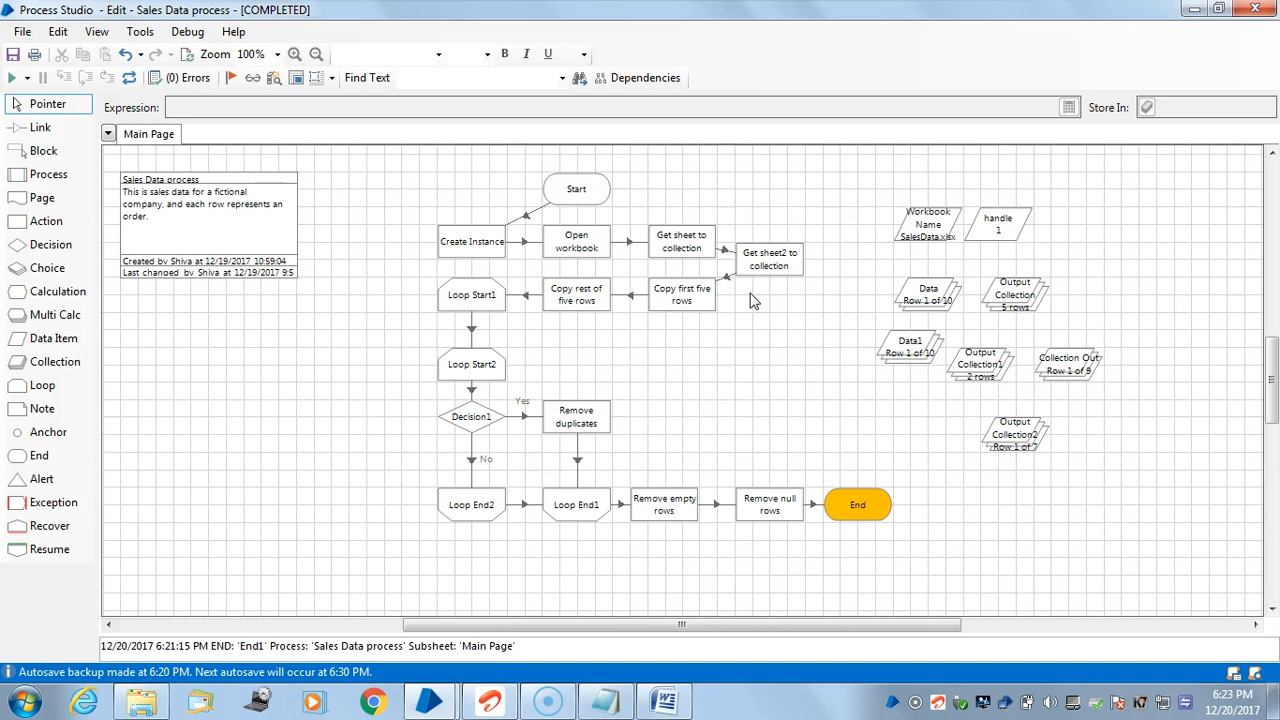 Process Studio - Edit - Sales Data process - [COMPLETED]
File Edit View Tools Debug Help
Zoom 100% B I U
(0) Errors Find Text Dependencies
Pointer
Link
Block
Process
Page
Action
Decision
Choice
Calculation
Multi Calc
Data Item
Collection
Loop
Note
Anchor
End
Alert
Exception
Recover
Resume
Expression: Store In:
Main Page
Sales Data process
This is sales data for a fictional
company, and each row represents an
order.
Created by Shiva at 12/19/2017 10:59:04
Last changed by Shiva at 12/19/2017 9:5
Start
Create Instance
Open
workbook
Get sheet to
collection
Get sheet2 to
collection
Loop Start1
Copy rest of
five rows
Copy first five
rows
Loop Start2
Decision1
Yes
No
Remove
duplicates
Loop End2
Loop End1
Remove empty
rows
Remove null
rows
End
Workbook
Name
SalesData.xlsx
handle
1
Data
Row 1 of 10
Output
Collection
5 rows
Data1
Row 1 of 10
Output
Collection1
2 rows
Collection Out
Row 1 of 9
Output
Collection2
Row 1 of 7
12/20/2017 6:21:15 PM END: 'End1' Process: 'Sales Data process' Subsheet: 'Main Page'
Autosave backup made at 6:20 PM. Next autosave will occur at 6:30 PM.
6:23 PM
12/20/2017